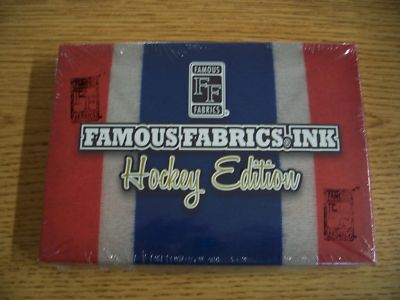 FAMOUS
FF
FABRICS
FAMOUS FABRICS® INK
Hockey Edition